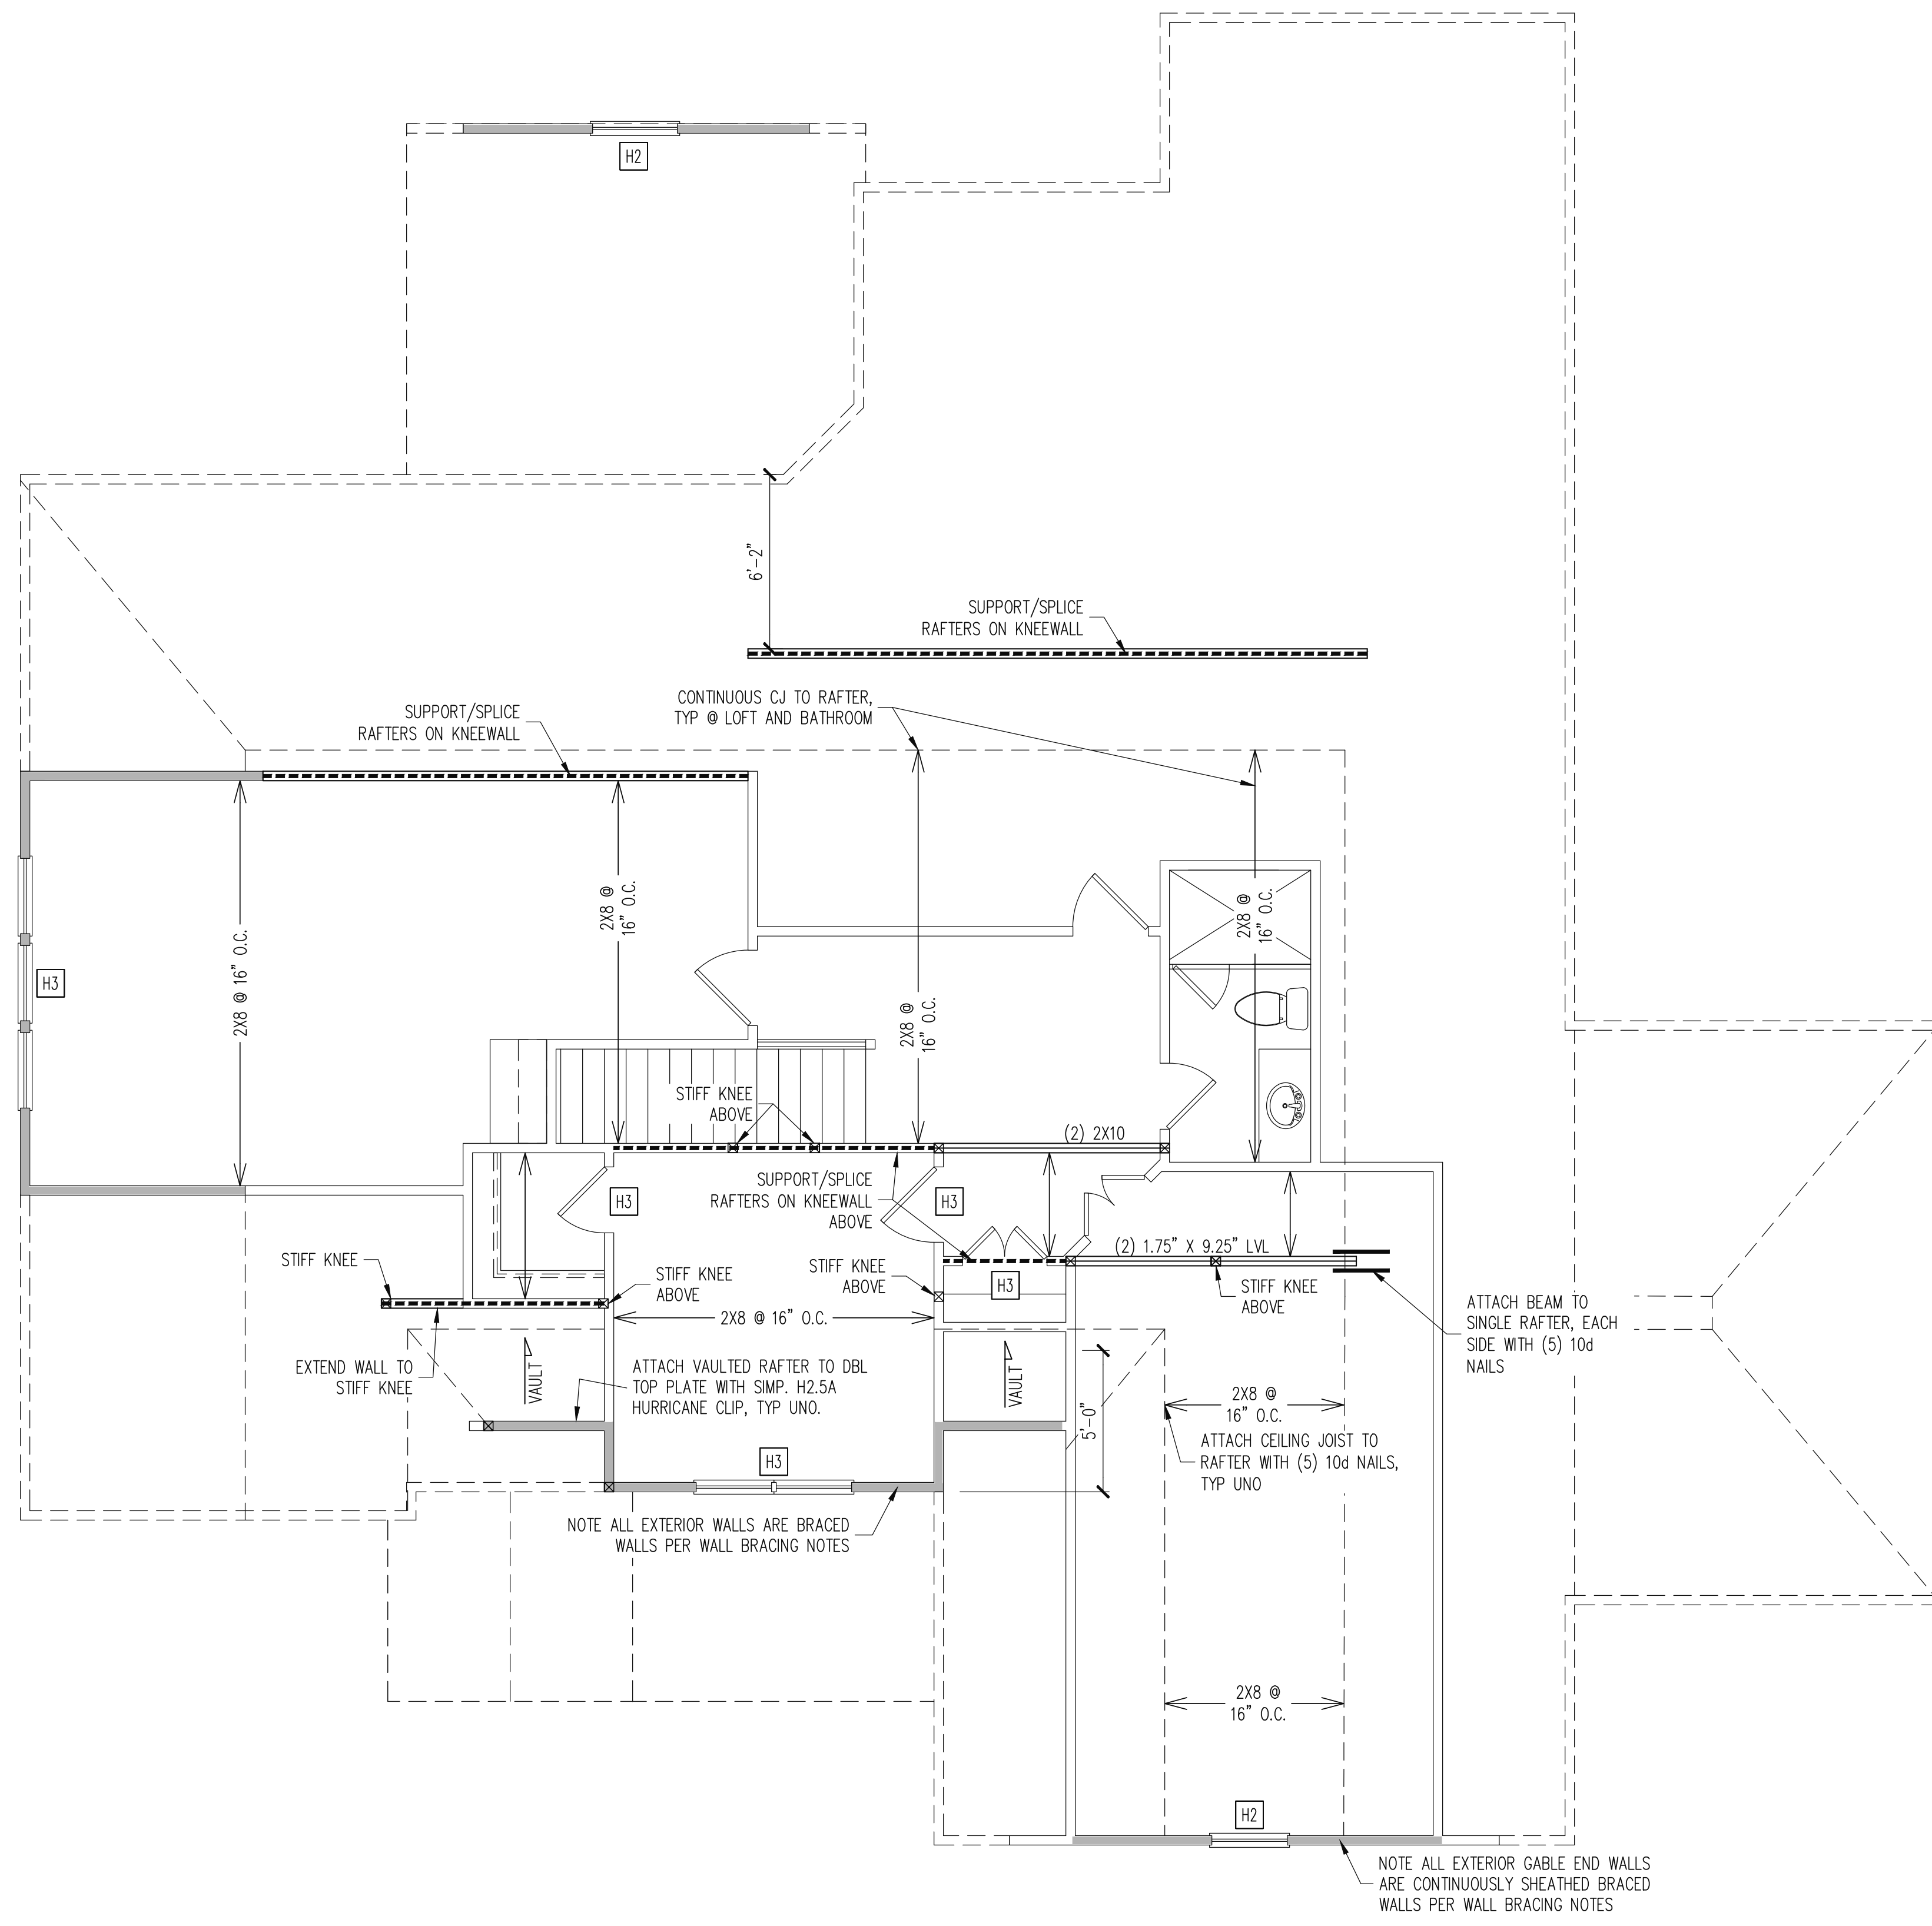 H2
6'-2"
SUPPORT/SPLICE
RAFTERS ON KNEEWALL
CONTINUOUS CJ TO RAFTER,
TYP @ LOFT AND BATHROOM
SUPPORT/SPLICE
RAFTERS ON KNEEWALL
2X8 @
16" O.C.
2X8 @
16" O.C.
2X8 @ 16" O.C.
H3
2X8 @
16" O.C.
STIFF KNEE
ABOVE
(2) 2X10
SUPPORT/SPLICE
RAFTERS ON KNEEWALL
ABOVE
H3
H3
(2) 1.75" X 9.25" LVL
STIFF KNEE
STIFF KNEE
ABOVE
STIFF KNEE
ABOVE
H3
STIFF KNEE
ABOVE
ATTACH BEAM TO
SINGLE RAFTER, EACH
SIDE WITH (5) 10d
NAILS
2X8 @ 16" O.C.
EXTEND WALL TO
STIFF KNEE
VAULT
ATTACH VAULTED RAFTER TO DBL
TOP PLATE WITH SIMP. H2.5A
HURRICANE CLIP, TYP UNO.
VAULT
5'-0"
2X8 @
16" O.C.
ATTACH CEILING JOIST TO
RAFTER WITH (5) 10d NAILS,
TYP UNO
H3
NOTE ALL EXTERIOR WALLS ARE BRACED
WALLS PER WALL BRACING NOTES
2X8 @
16" O.C.
H2
NOTE ALL EXTERIOR GABLE END WALLS
ARE CONTINUOUSLY SHEATHED BRACED
WALLS PER WALL BRACING NOTES